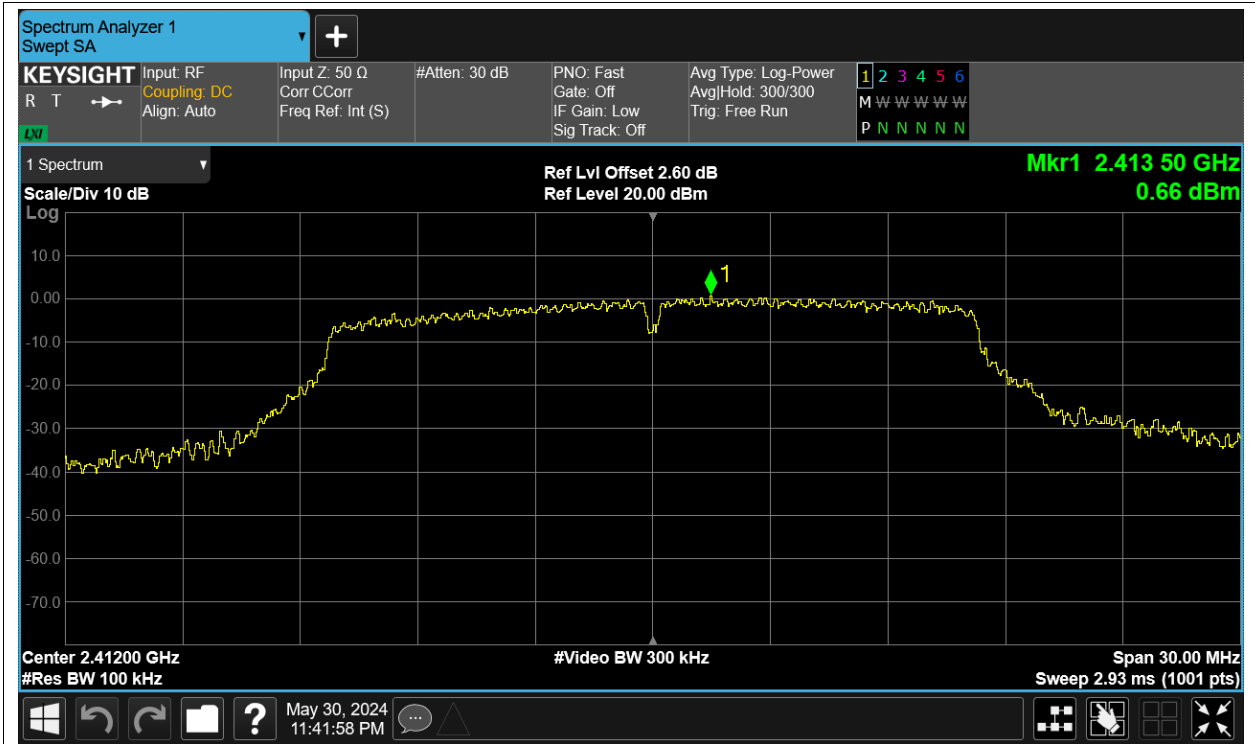 Spectrum Analyzer 1
Swept SA
KEYSIGHT
R T
LXI
Input: RF
Coupling: DC
Align: Auto
Input Z: 50 Ω
Corr CCorr
Freq Ref: Int (S)
#Atten: 30 dB
PNO: Fast
Gate: Off
IF Gain: Low
Sig Track: Off
Avg Type: Log-Power
Avg|Hold: 300/300
Trig: Free Run
1 2 3 4 5 6
M W W W W W
P N N N N N
1 Spectrum
Scale/Div 10 dB
Log
Ref Lvl Offset 2.60 dB
Ref Level 20.00 dBm
Mkr1 2.413 50 GHz
0.66 dBm
10.0
0.00
-10.0
-20.0
-30.0
-40.0
-50.0
-60.0
-70.0
1
Center 2.41200 GHz
#Res BW 100 kHz
#Video BW 300 kHz
Span 30.00 MHz
Sweep 2.93 ms (1001 pts)
?
May 30, 2024
11:41:58 PM